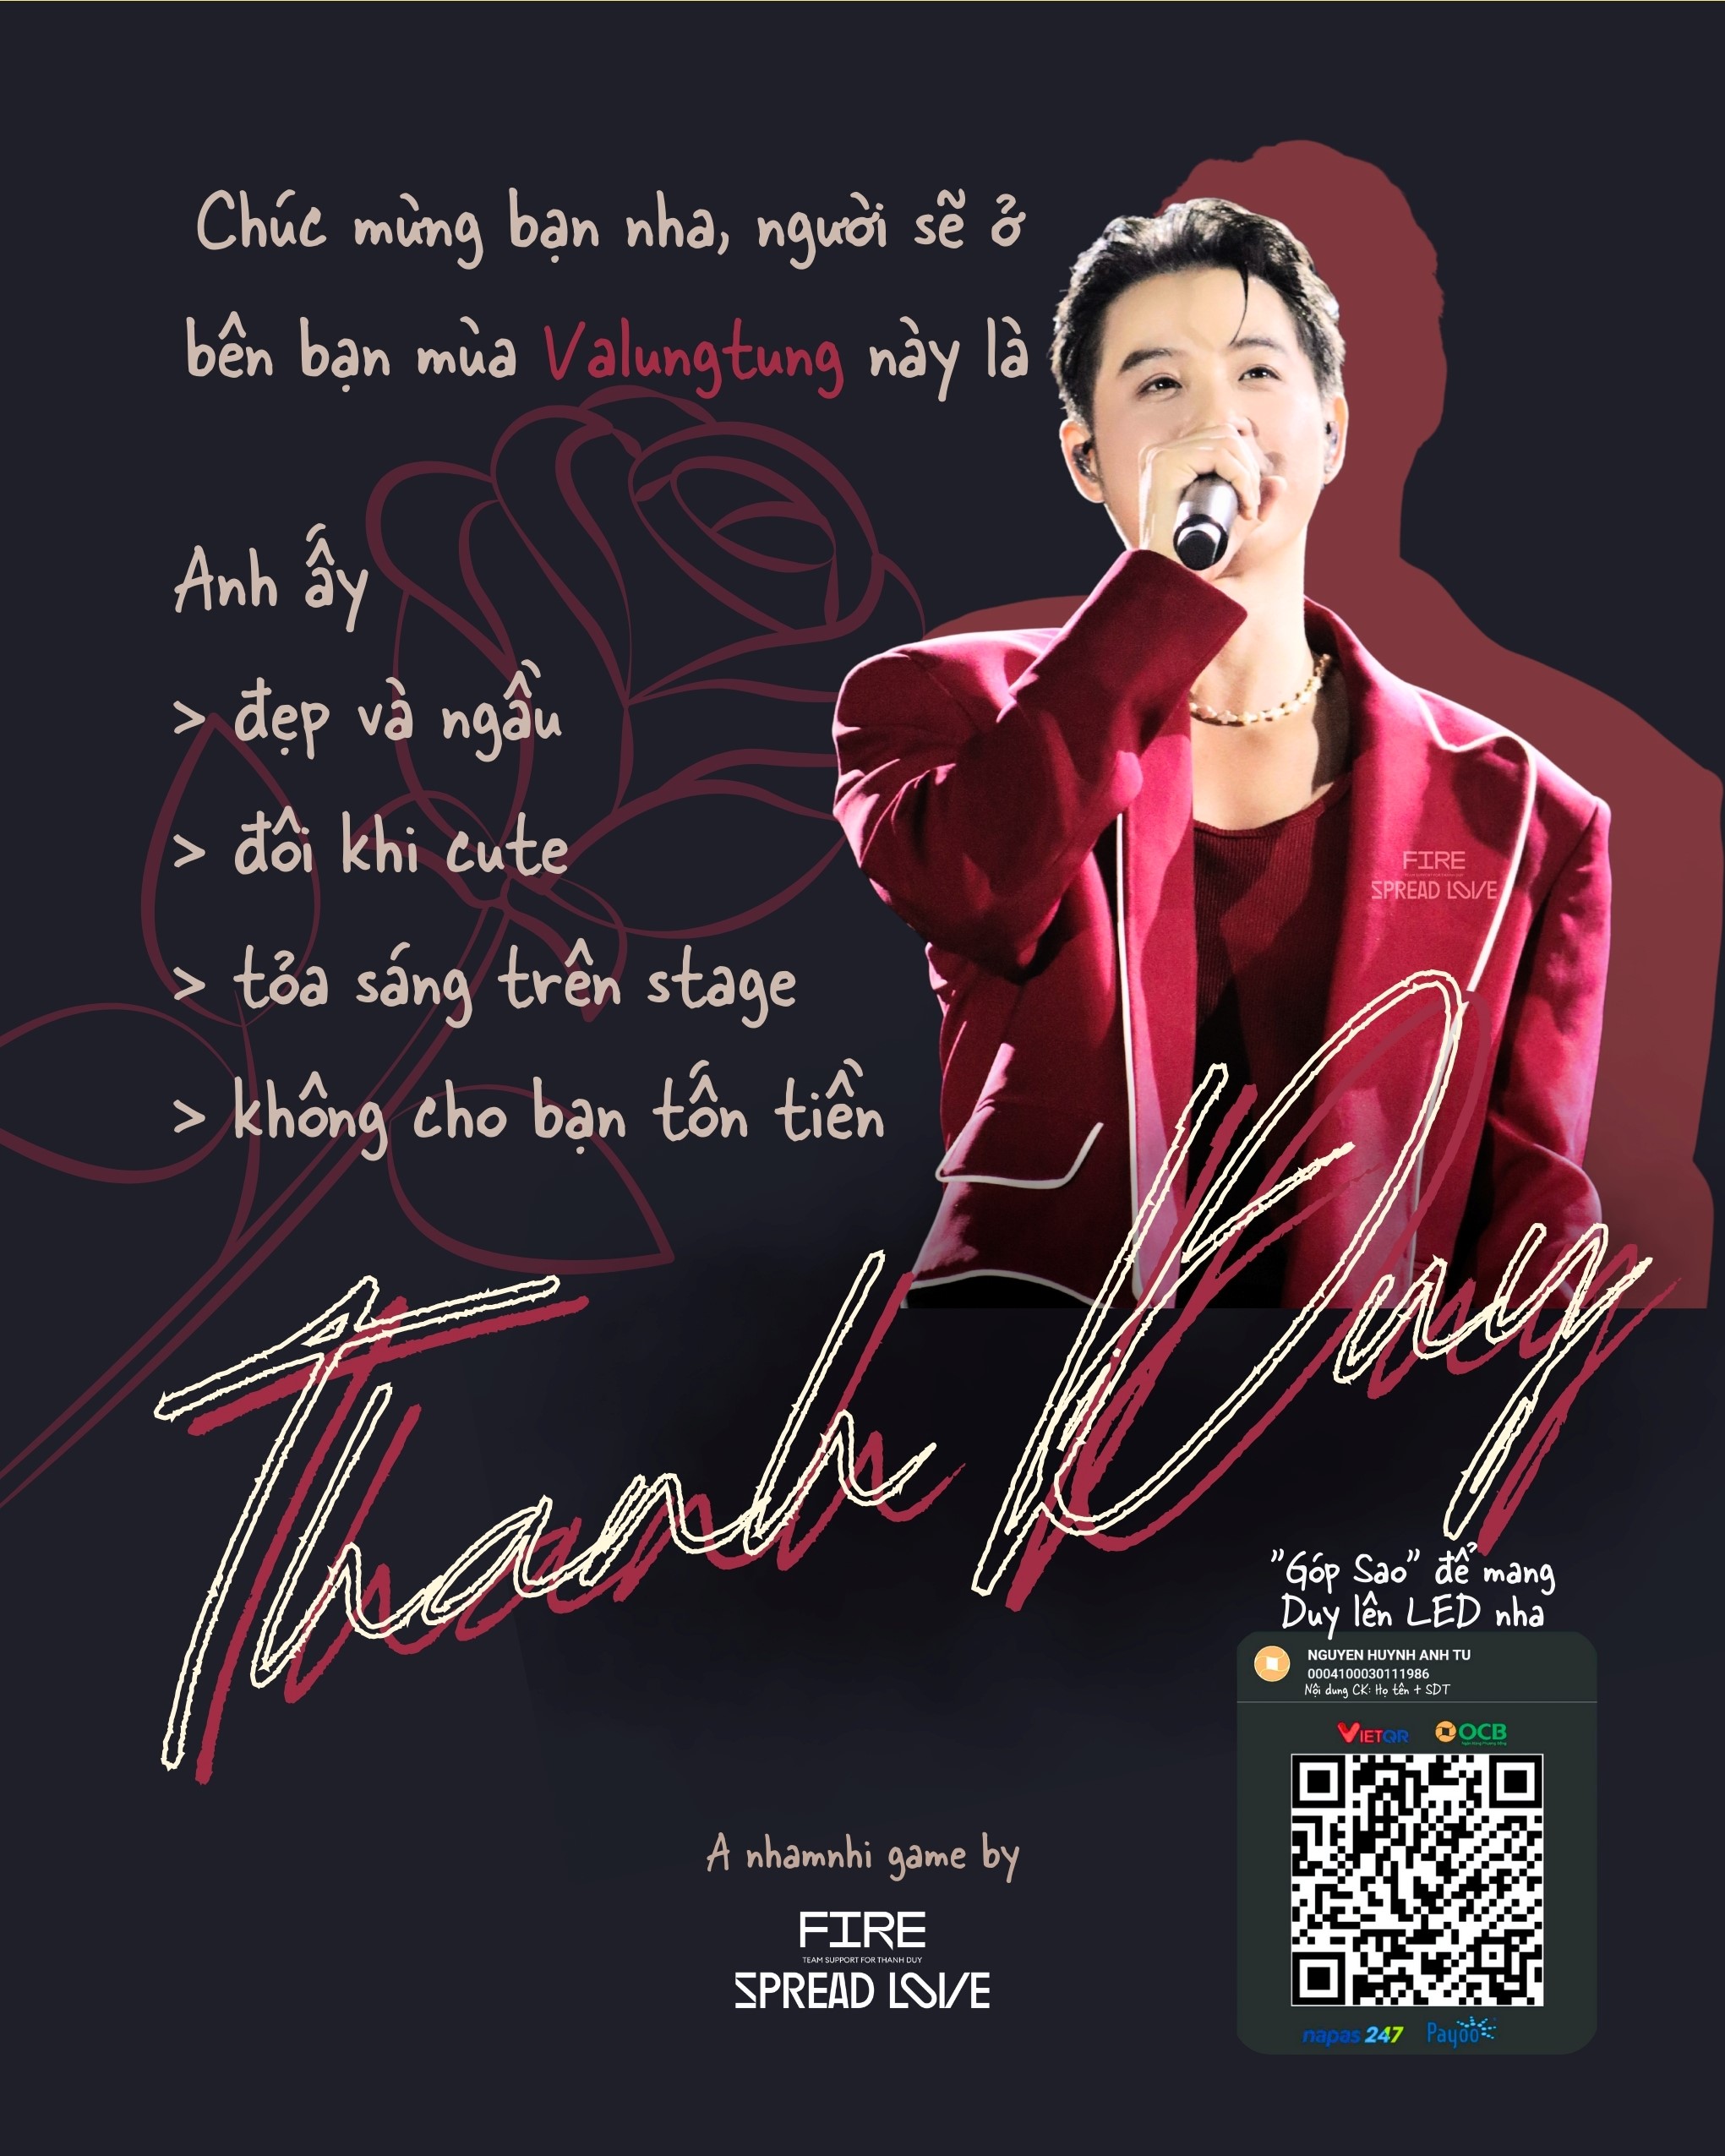 Chúc mừng bạn nha, người sẽ ở
bên bạn mùa Valungtung này là
Anh ấy
> đẹp và ngầu
> đôi khi cute
> tỏa sáng trên stage
> không cho bạn tốn tiền
FIRE
SPREAD LOVE
Thanh Duy
"Góp Sao" để mang
Duy lên LED nha
NGUYEN HUYNH ANH TU
0004100030111986
Nội dung CK: Họ tên + SDT
VIETQR OCB
napas 247 Payoo
A nhamnhi game by
FIRE
TEAM SUPPORT FOR THANH DUY
SPREAD LOVE